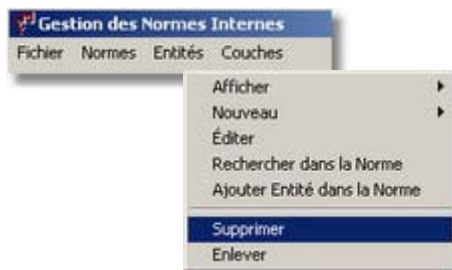 Gestion des Normes Internes
Fichier Normes Entités Couches
Afficher
Nouveau
Éditer
Rechercher dans la Norme
Ajouter Entité dans la Norme
Supprimer
Enlever